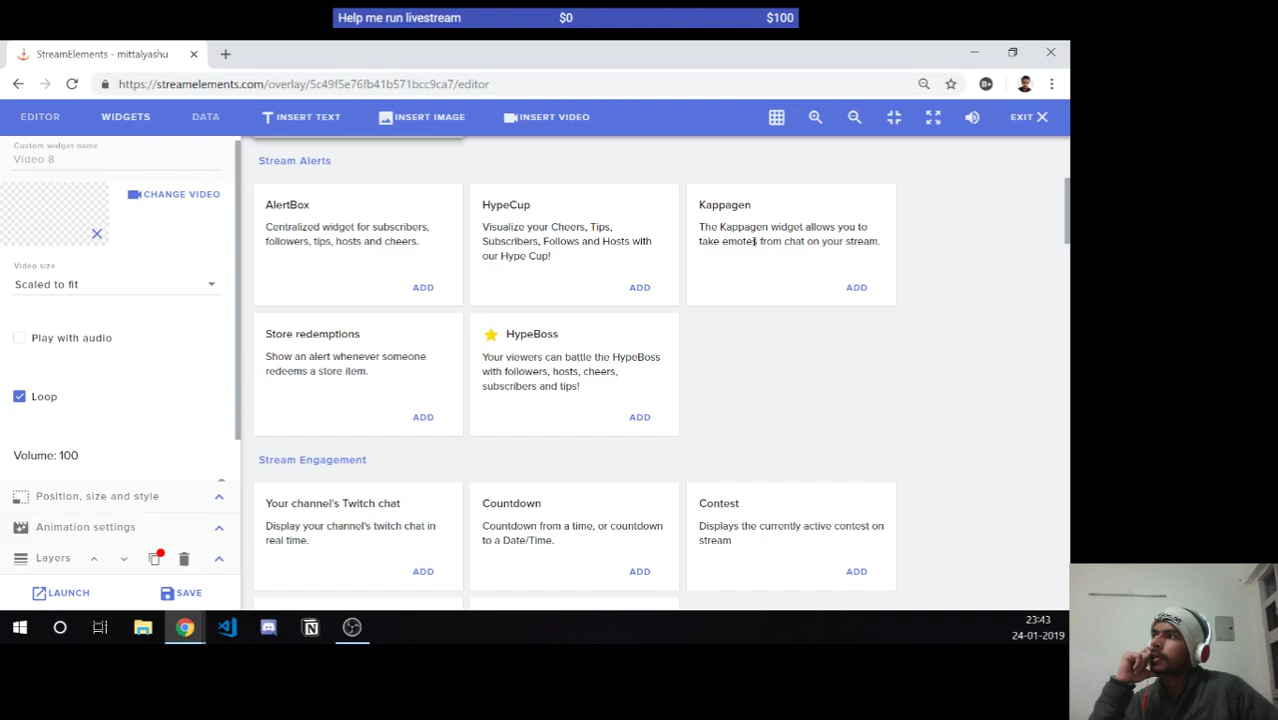 Help me run livestream $0 $100
StreamElements - mittalyashu
https://streamelements.com/overlay/5c49f5e76fb41b571bcc9ca7/editor
EDITOR WIDGETS DATA INSERT TEXT INSERT IMAGE INSERT VIDEO EXIT
Custom widget name
Video 8
CHANGE VIDEO
Video size
Scaled to fit
Play with audio
Loop
Volume: 100
Position, size and style
Animation settings
Layers
LAUNCH SAVE
Stream Alerts
AlertBox
Centralized widget for subscribers,
followers, tips, hosts and cheers.
ADD
HypeCup
Visualize your Cheers, Tips,
Subscribers, Follows and Hosts with
our Hype Cup!
ADD
Kappagen
The Kappagen widget allows you to
take emotes from chat on your stream.
ADD
Store redemptions
Show an alert whenever someone
redeems a store item.
ADD
HypeBoss
Your viewers can battle the HypeBoss
with followers, hosts, cheers,
subscribers and tips!
ADD
Stream Engagement
Your channel's Twitch chat
Display your channel's twitch chat in
real time.
ADD
Countdown
Countdown from a time, or countdown
to a Date/Time.
ADD
Contest
Displays the currently active contest on
stream
ADD
23:43
24-01-2019